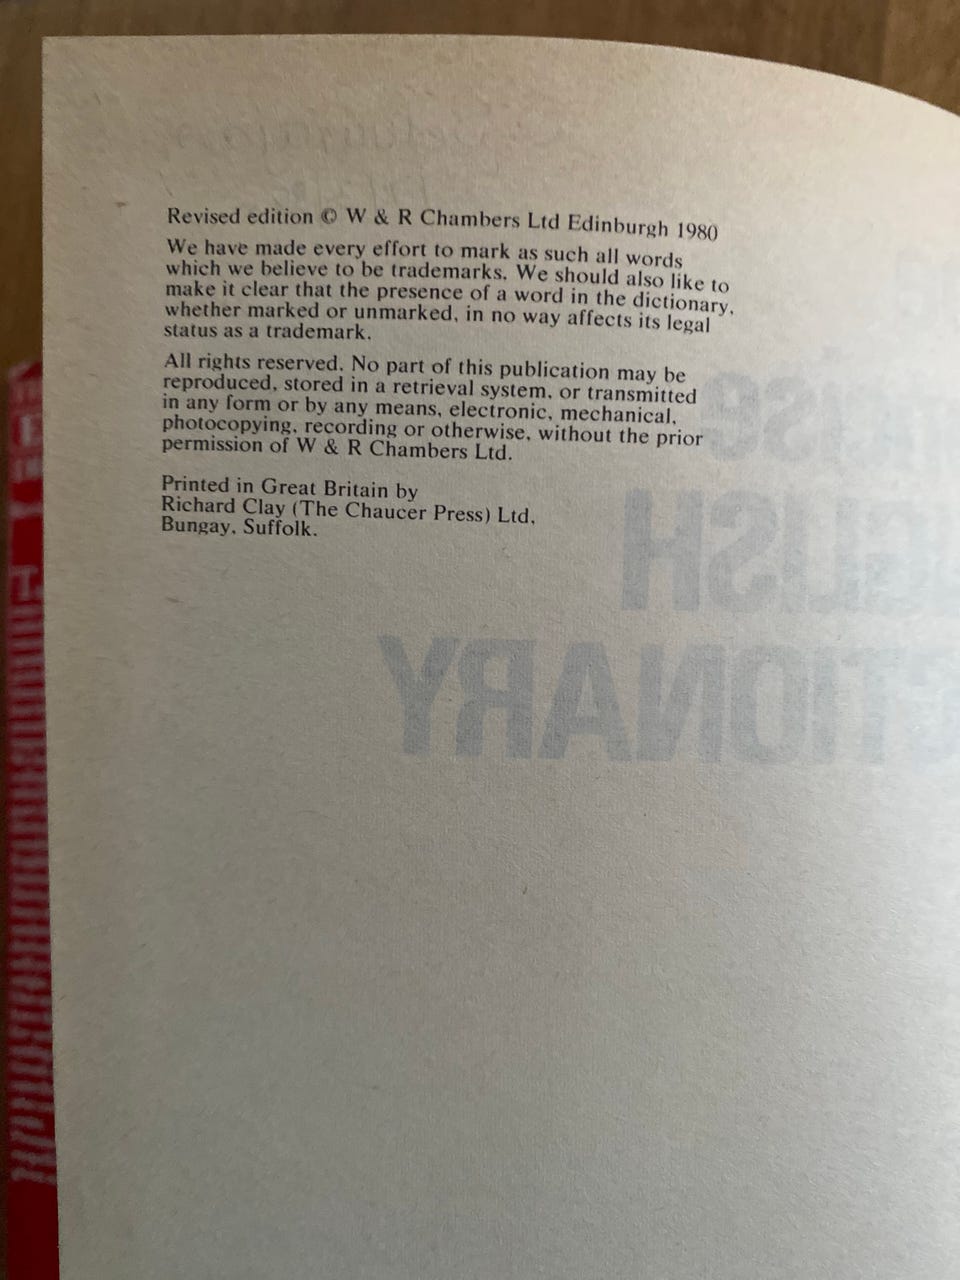 Revised edition © W & R Chambers Ltd Edinburgh 1980
We have made every effort to mark as such all words
which we believe to be trademarks. We should also like to
make it clear that the presence of a word in the dictionary,
whether marked or unmarked, in no way affects its legal
status as a trademark.
All rights reserved. No part of this publication may be
reproduced, stored in a retrieval system, or transmitted
in any form or by any means, electronic, mechanical,
photocopying, recording or otherwise, without the prior
permission of W & R Chambers Ltd.
Printed in Great Britain by
Richard Clay (The Chaucer Press) Ltd,
Bungay, Suffolk.